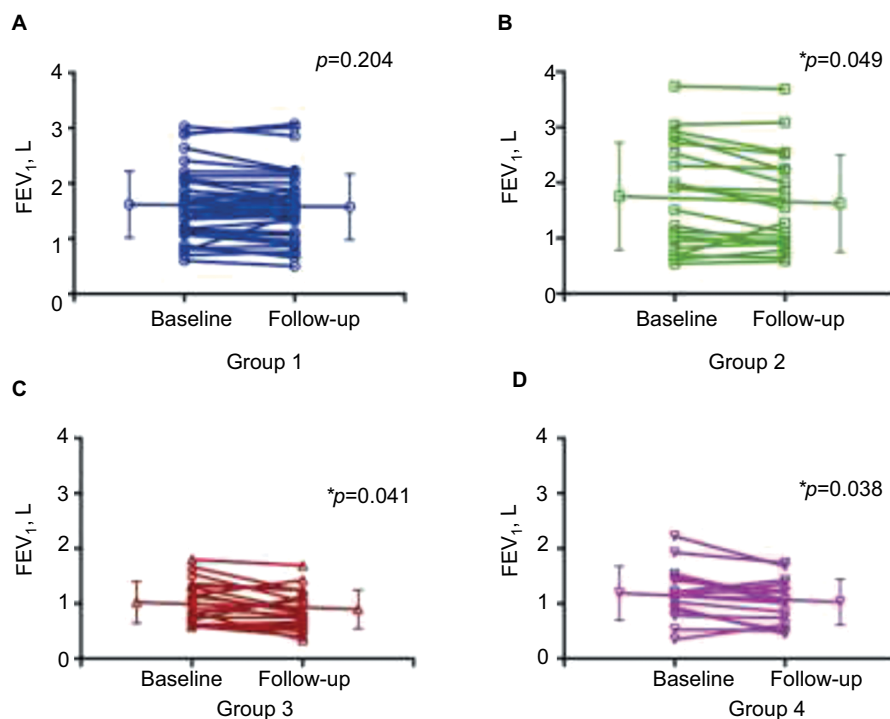 A
p=0.204
4
3
2
1
0
FEV₁, L
Baseline Follow-up
Group 1
B
*p=0.049
4
3
2
1
0
FEV₁, L
Baseline Follow-up
Group 2
C
*p=0.041
4
3
2
1
0
FEV₁, L
Baseline Follow-up
Group 3
D
*p=0.038
4
3
2
1
0
FEV₁, L
Baseline Follow-up
Group 4